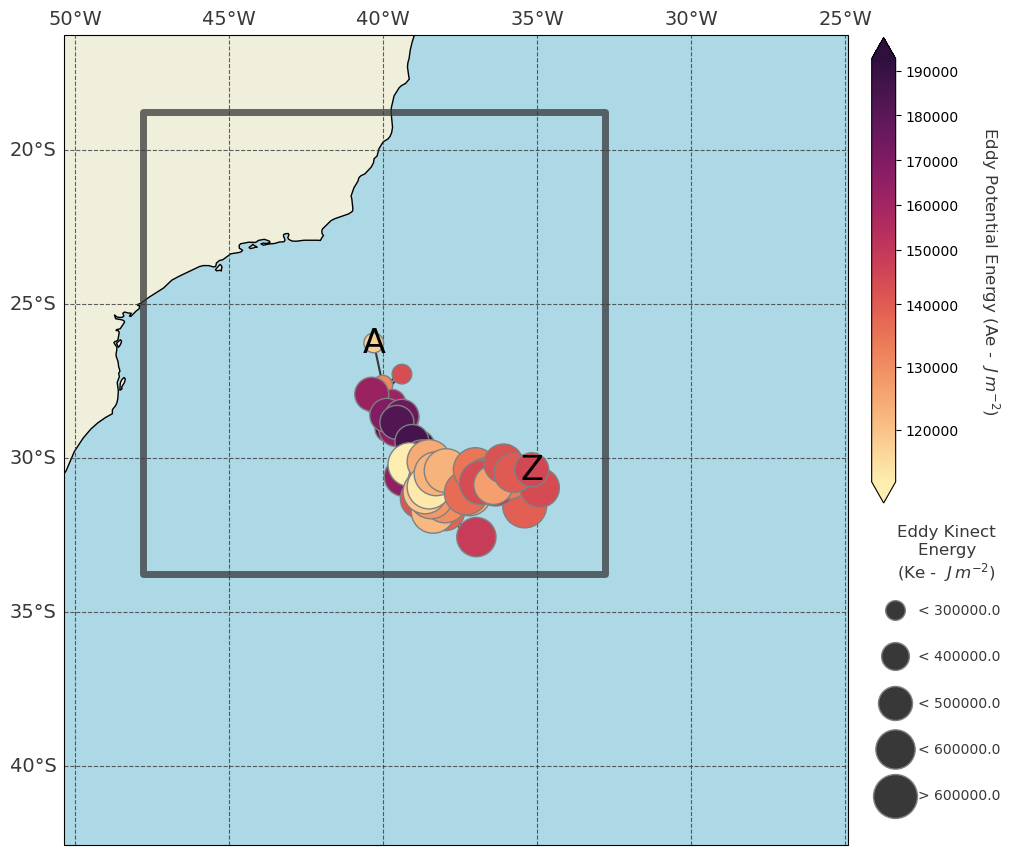 50°W 45°W 40°W 35°W 30°W 25°W
20°S
25°S
30°S
35°S
40°S
A
Z
190000
180000
170000
160000
150000
140000
130000
120000
Eddy Potential Energy (Ae - J m⁻²)
Eddy Kinect
Energy
(Ke - J m⁻²)
< 300000.0
< 400000.0
< 500000.0
< 600000.0
> 600000.0